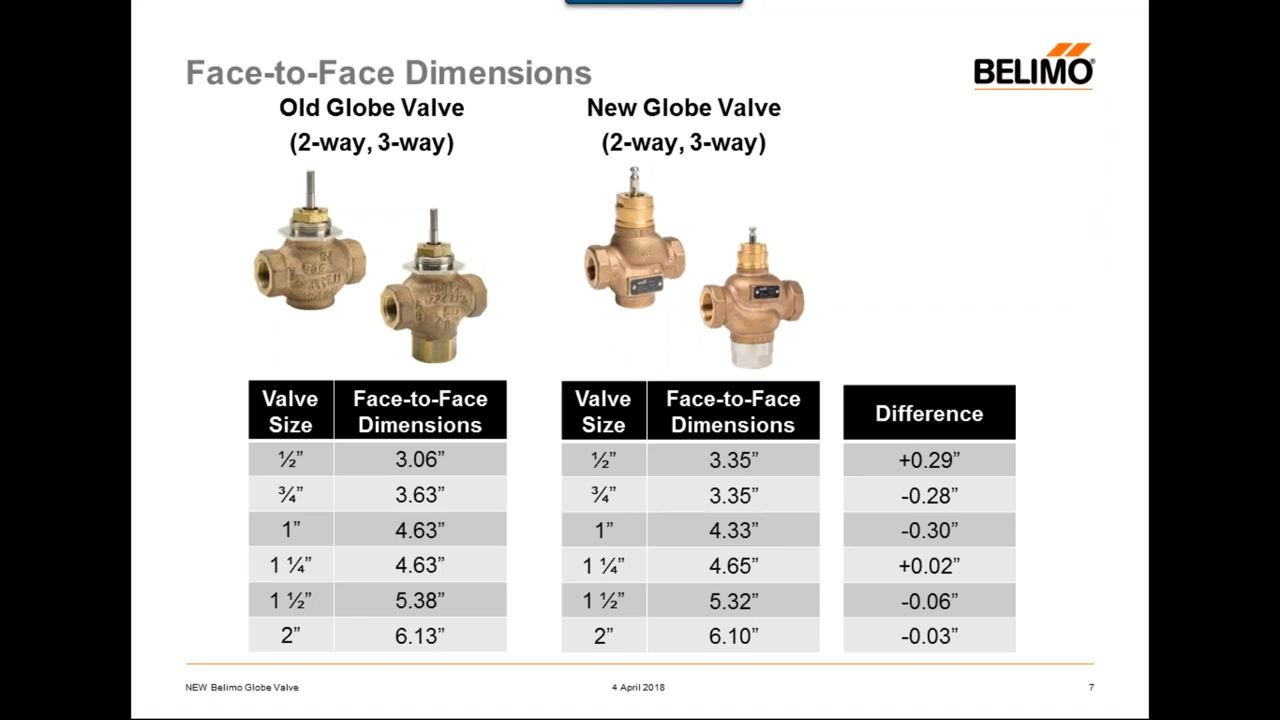 Face-to-Face Dimensions
BELIMO®
Old Globe Valve
(2-way, 3-way)
New Globe Valve
(2-way, 3-way)
Valve Size Face-to-Face Dimensions
½” 3.06”
¾” 3.63”
1” 4.63”
1 ¼” 4.63”
1 ½” 5.38”
2” 6.13”
Valve Size Face-to-Face Dimensions
½” 3.35”
¾” 3.35”
1” 4.33”
1 ¼” 4.65”
1 ½” 5.32”
2” 6.10”
Difference
+0.29”
-0.28”
-0.30”
+0.02”
-0.06”
-0.03”
NEW Belimo Globe Valve
4 April 2018
7